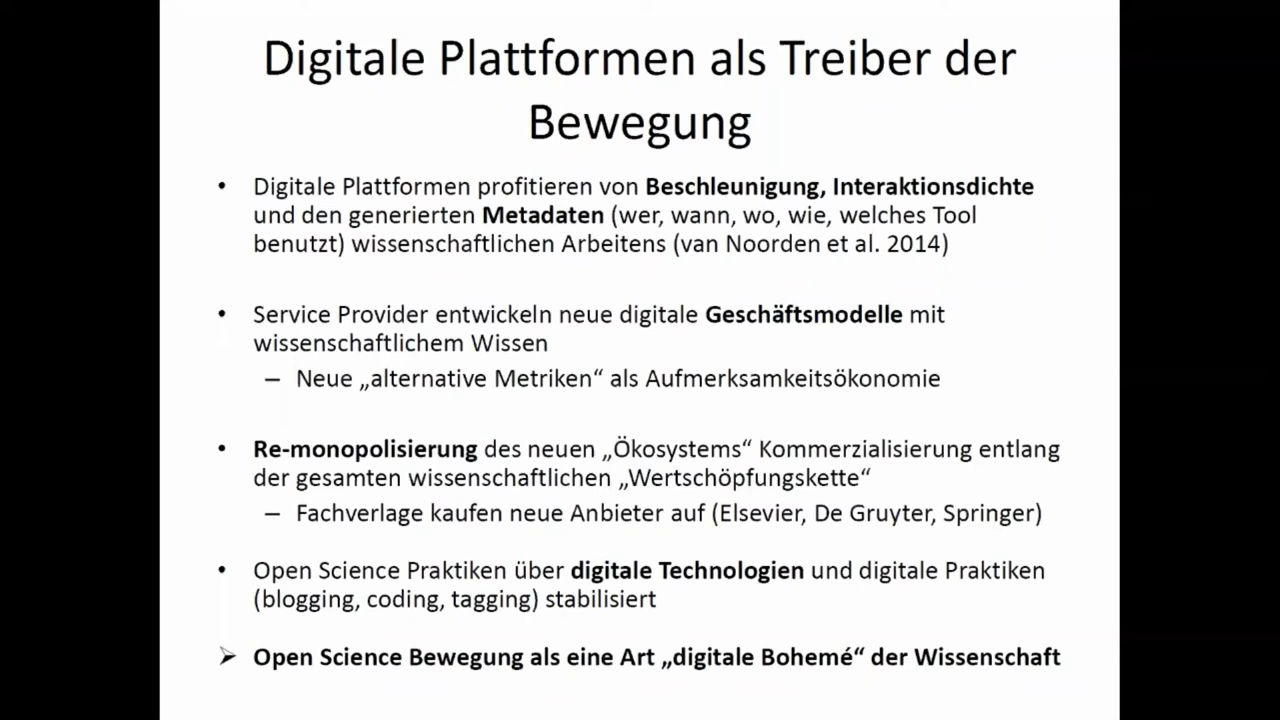 Digitale Plattformen als Treiber der
Bewegung
• Digitale Plattformen profitieren von Beschleunigung, Interaktionsdichte
und den generierten Metadaten (wer, wann, wo, wie, welches Tool
benutzt) wissenschaftlichen Arbeitens (van Noorden et al. 2014)
• Service Provider entwickeln neue digitale Geschäftsmodelle mit
wissenschaftlichem Wissen
– Neue „alternative Metriken“ als Aufmerksamkeitsökonomie
• Re-monopolisierung des neuen „Ökosystems“ Kommerzialisierung entlang
der gesamten wissenschaftlichen „Wertschöpfungskette“
– Fachverlage kaufen neue Anbieter auf (Elsevier, De Gruyter, Springer)
• Open Science Praktiken über digitale Technologien und digitale Praktiken
(blogging, coding, tagging) stabilisiert
➢ Open Science Bewegung als eine Art „digitale Bohemé“ der Wissenschaft